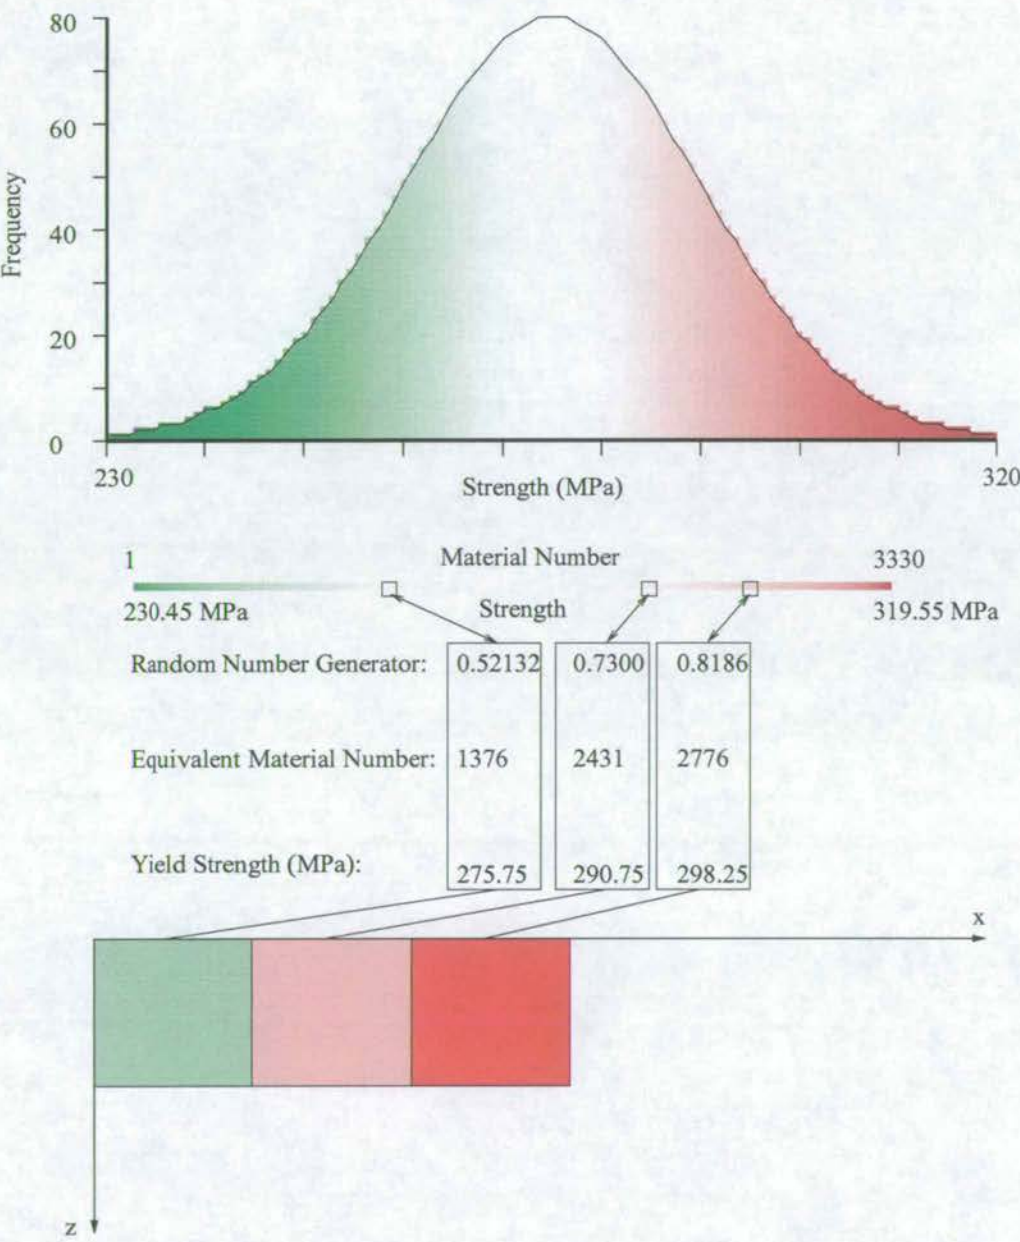 80
60
40
20
0
Frequency
230
320
Strength (MPa)
1 Material Number 3330
230.45 MPa Strength 319.55 MPa
Random Number Generator: 0.52132 0.7300 0.8186
Equivalent Material Number: 1376 2431 2776
Yield Strength (MPa): 275.75 290.75 298.25
x
z